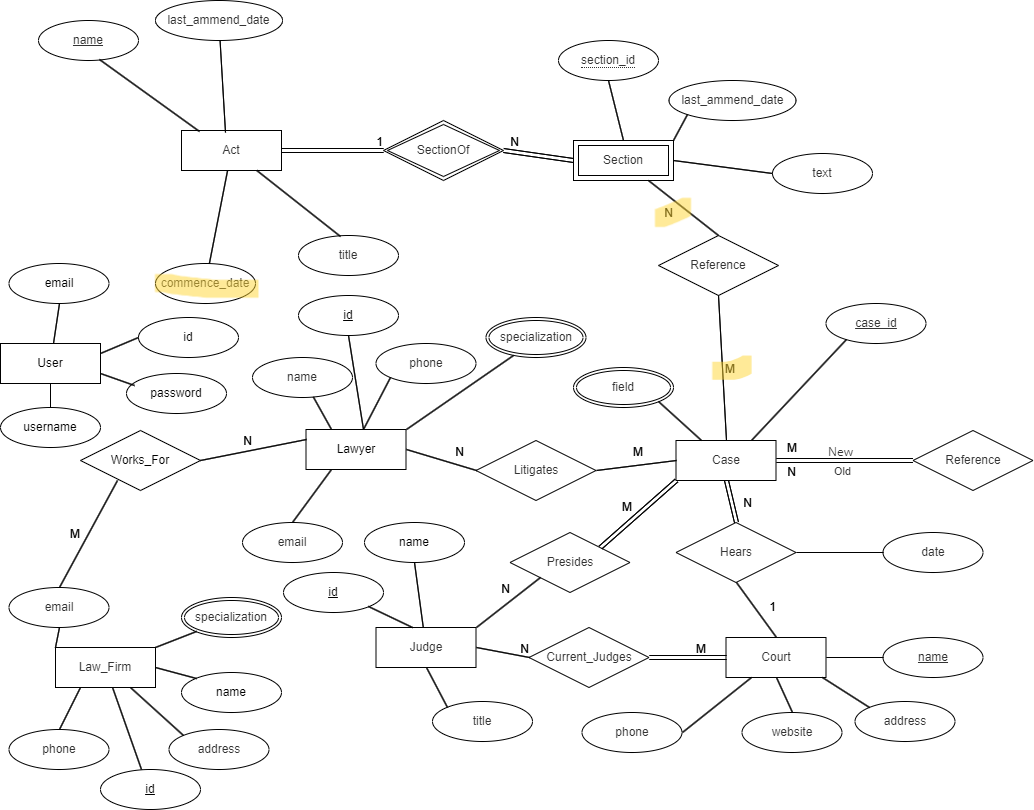 last_ammend_date
name
section_id
last_ammend_date
1
N
Act
SectionOf
Section
text
N
title
Reference
email
commence_date
id
case_id
id
specialization
User
phone
M
name
field
password
username
N
Lawyer
N
M
Case
M
New
N
Old
Reference
Works_For
Litigates
M
N
M
email
name
Hears
date
Presides
id
N
email
1
specialization
Law_Firm
Judge
N
Current_Judges
M
Court
name
name
title
phone
address
phone
website
address
id